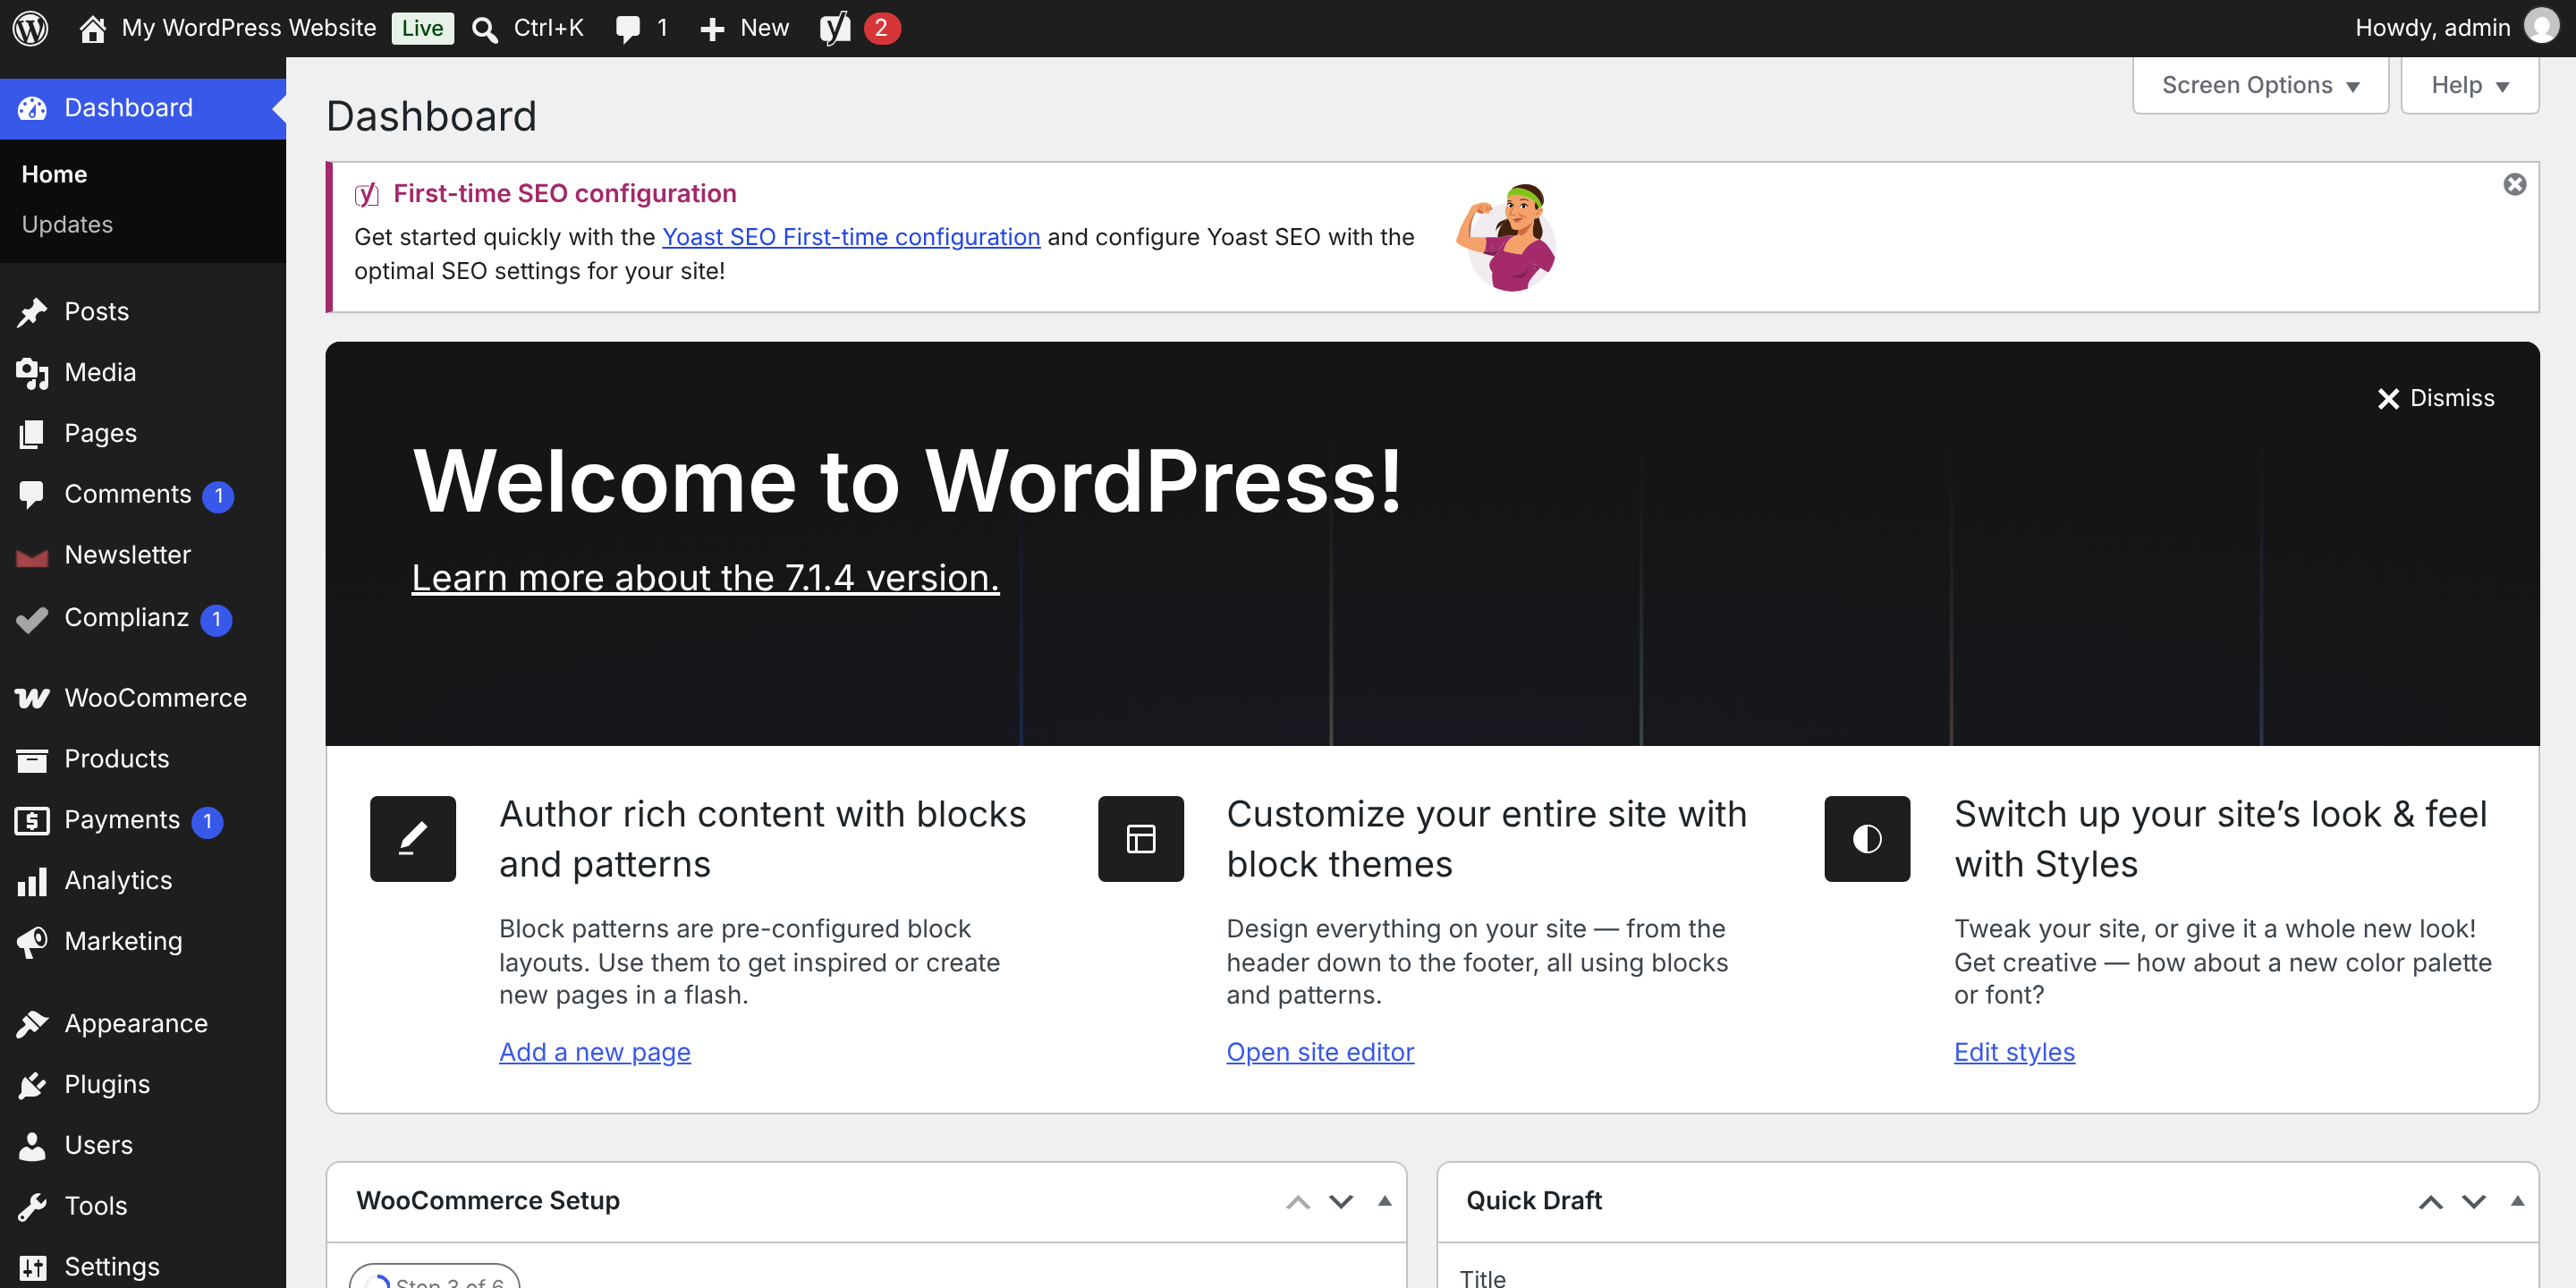 My WordPress Website Live Ctrl+K 1 New 2 Howdy, admin
Dashboard
Home
Updates
Posts
Media
Pages
Comments 1
Newsletter
Complianz 1
WooCommerce
Products
Payments 1
Analytics
Marketing
Appearance
Plugins
Users
Tools
Settings
Screen Options
Help
Dashboard
First-time SEO configuration
Get started quickly with the Yoast SEO First-time configuration and configure Yoast SEO with the
optimal SEO settings for your site!
Dismiss
Welcome to WordPress!
Learn more about the 7.1.4 version.
Author rich content with blocks
and patterns
Block patterns are pre-configured block
layouts. Use them to get inspired or create
new pages in a flash.
Add a new page
Customize your entire site with
block themes
Design everything on your site — from the
header down to the footer, all using blocks
and patterns.
Open site editor
Switch up your site’s look & feel
with Styles
Tweak your site, or give it a whole new look!
Get creative — how about a new color palette
or font?
Edit styles
WooCommerce Setup
Step 3 of 6
Quick Draft
Title